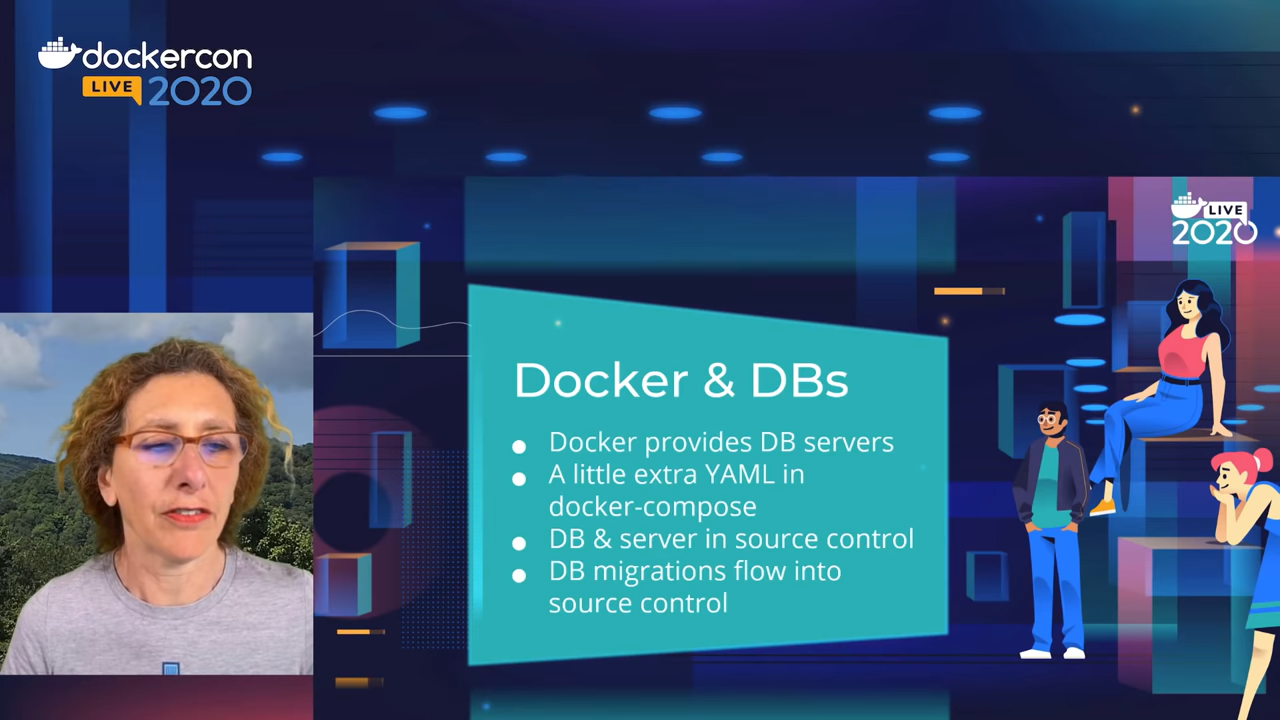 dockercon
LIVE 2020
LIVE
2020
Docker & DBs
Docker provides DB servers
A little extra YAML in
docker-compose
DB & server in source control
DB migrations flow into
source control